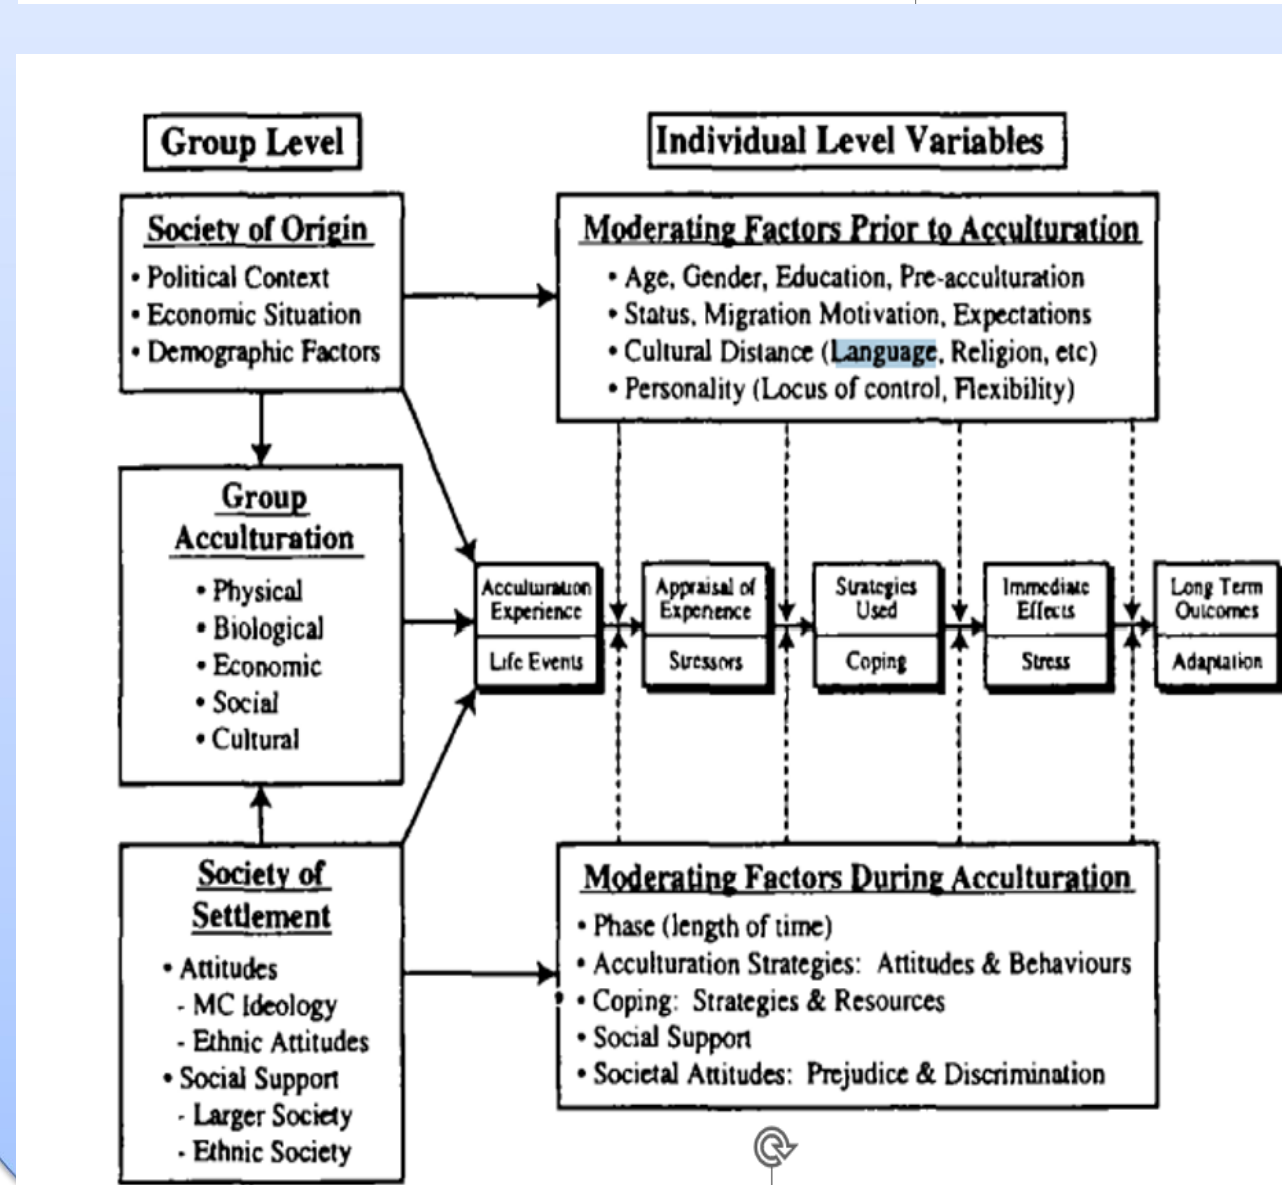 Group Level
Individual Level Variables
Society of Origin
• Political Context
• Economic Situation
• Demographic Factors
Moderating Factors Prior to Acculturation
• Age, Gender, Education, Pre-acculturation
• Status, Migration Motivation, Expectations
• Cultural Distance (Language, Religion, etc)
• Personality (Locus of control, Flexibility)
Group
Acculturation
• Physical
• Biological
• Economic
• Social
• Cultural
Acculturation
Experience
Life Events
Appraisal of
Experience
Stressors
Strategies
Used
Coping
Immediate
Effects
Stress
Long Term
Outcomes
Adaptation
Society of
Settlement
• Attitudes
- MC Ideology
- Ethnic Attitudes
• Social Support
- Larger Society
- Ethnic Society
Moderating Factors During Acculturation
• Phase (length of time)
• Acculturation Strategies: Attitudes & Behaviours
• Coping: Strategies & Resources
• Social Support
• Societal Attitudes: Prejudice & Discrimination